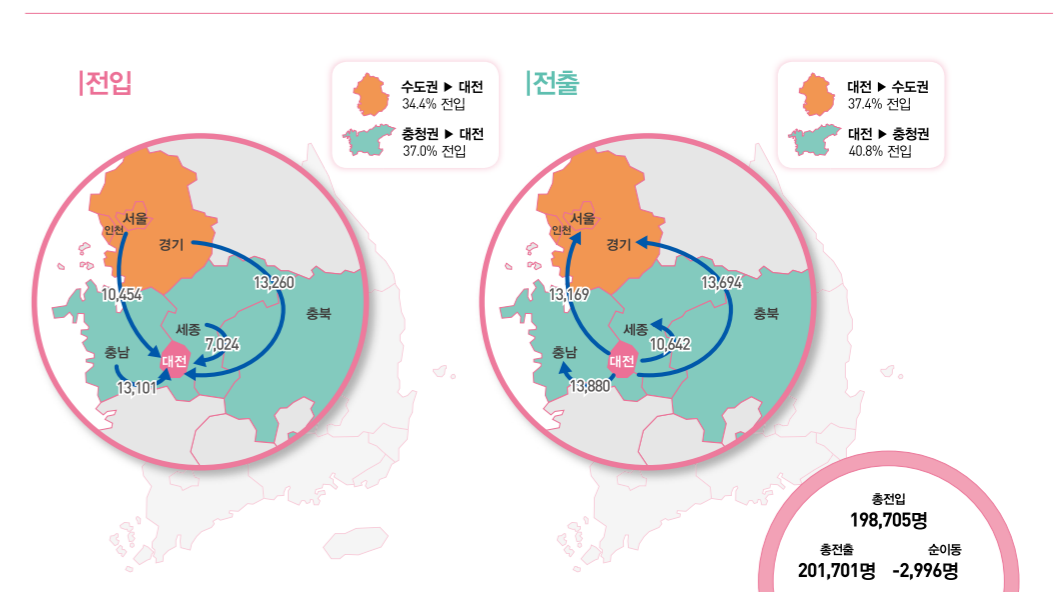 전입
수도권 ▶ 대전
34.4% 전입
충청권 ▶ 대전
37.0% 전입
서울
인천
경기
10,454
13,260
충북
세종
7,024
충남
대전
13,101
전출
대전 ▶ 수도권
37.4% 전입
대전 ▶ 충청권
40.8% 전입
서울
인천
경기
13,169
13,694
충북
세종
10,642
충남
대전
13,880
총전입
198,705명
총전출 순이동
201,701명 -2,996명